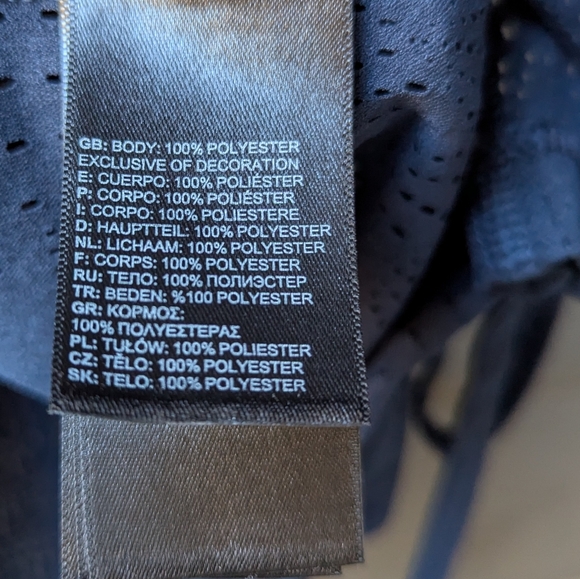 GB: BODY: 100% POLYESTER
EXCLUSIVE OF DECORATION
E: CUERPO: 100% POLIÉSTER
P: CORPO: 100% POLIÉSTER
I: CORPO: 100% POLIESTERE
D: HAUPTTEIL: 100% POLYESTER
NL: LICHAAM: 100% POLYESTER
F: CORPS: 100% POLYESTER
RU: ТЕЛО: 100% ПОЛИЭСТЕР
TR: BEDEN: %100 POLYESTER
GR: ΚΟΡΜΟΣ:
100% ΠΟΛΥΕΣΤΕΡΑΣ
PL: TUŁÓW: 100% POLIESTER
CZ: TĚLO: 100% POLYESTER
SK: TELO: 100% POLYESTER